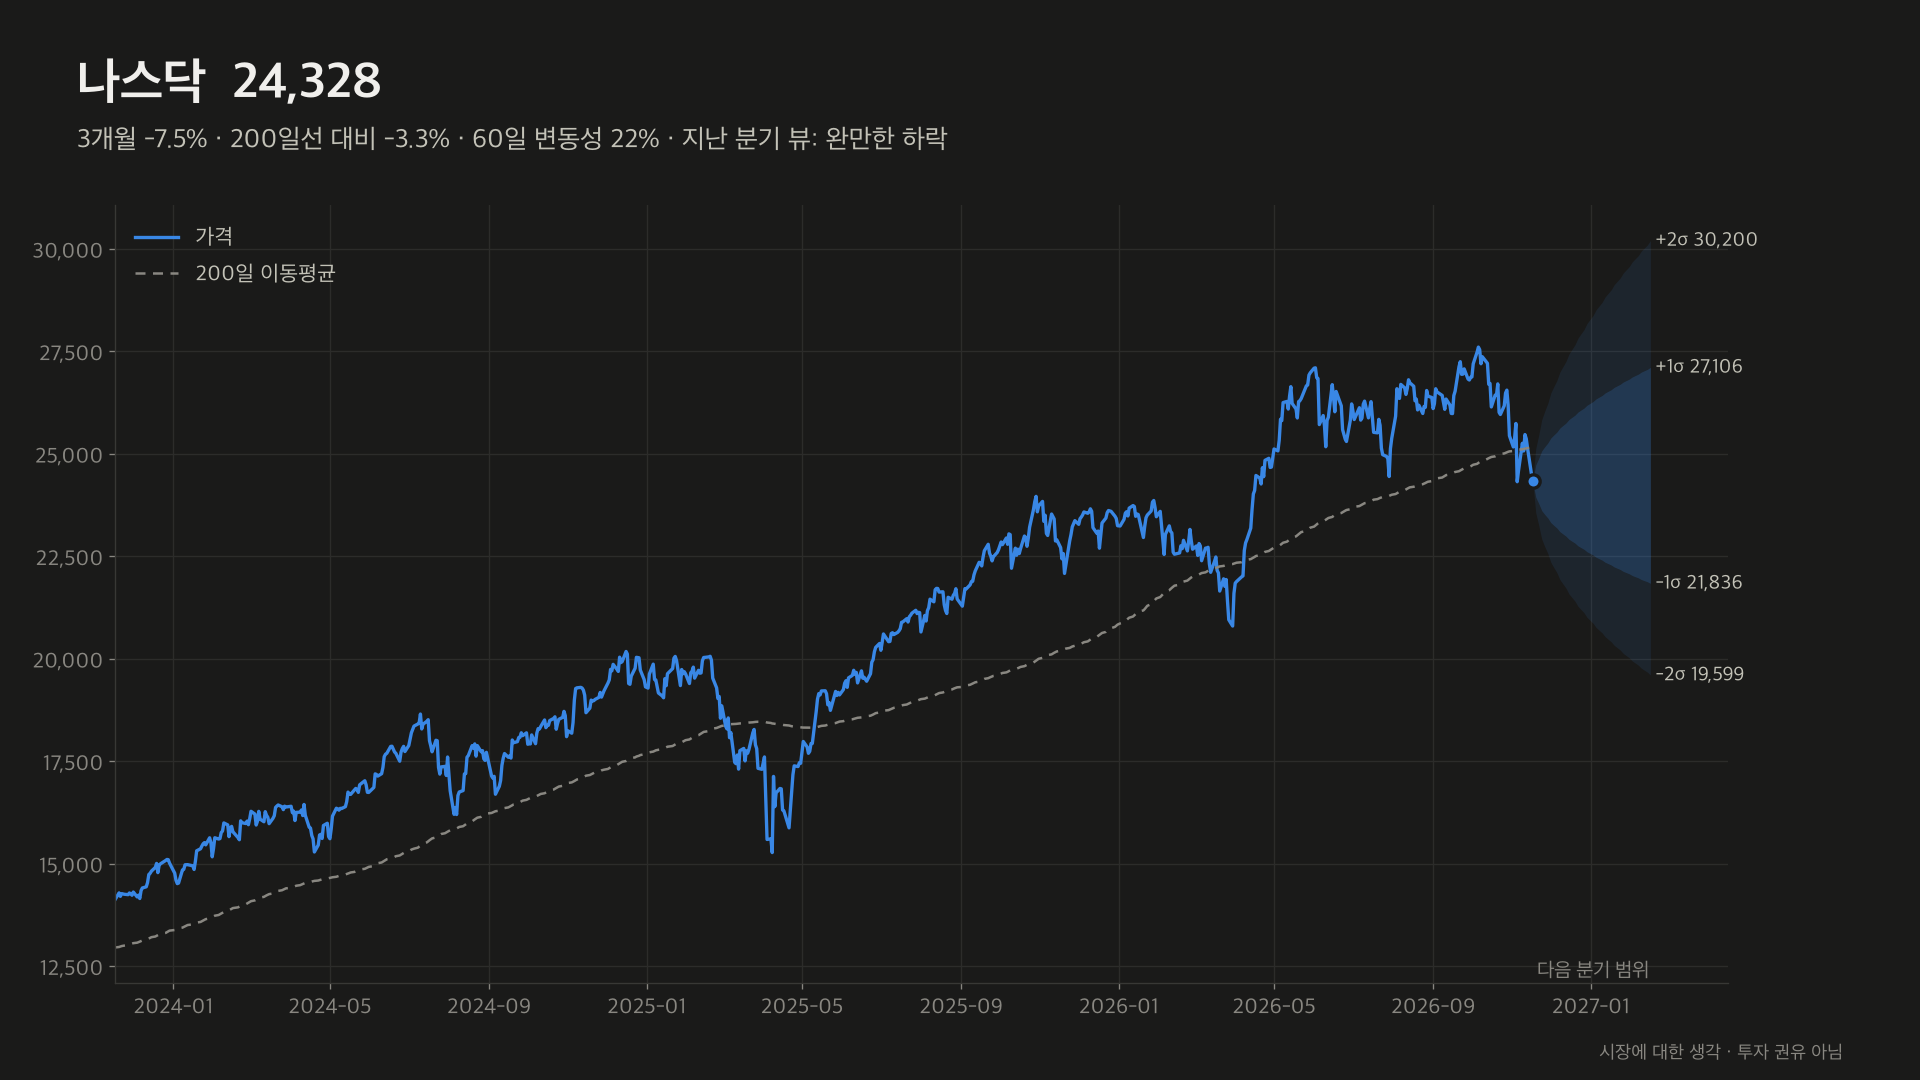 나스닥 24,328
3개월 -7.5% · 200일선 대비 -3.3% · 60일 변동성 22% · 지난 분기 뷰: 완만한 하락
가격
200일 이동평균
30,000
27,500
25,000
22,500
20,000
17,500
15,000
12,500
+2σ 30,200
+1σ 27,106
-1σ 21,836
-2σ 19,599
다음 분기 범위
2024-01
2024-05
2024-09
2025-01
2025-05
2025-09
2026-01
2026-05
2026-09
2027-01
시장에 대한 생각 · 투자 권유 아님